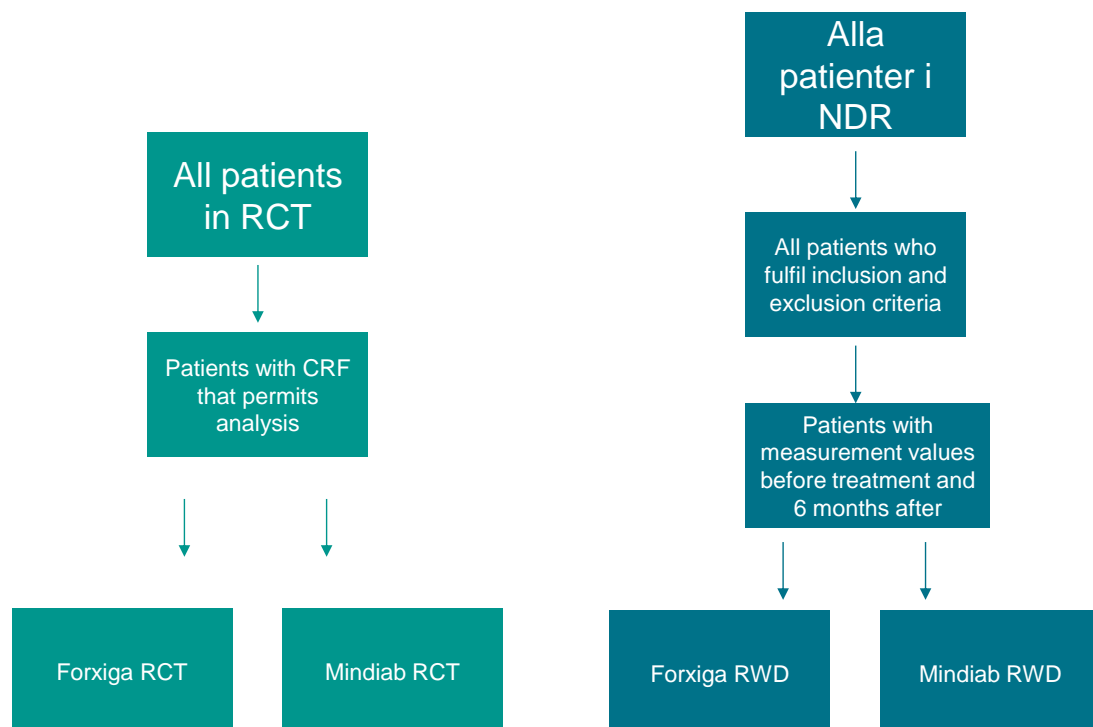 All patients
in RCT
Patients with CRF
that permits
analysis
Forxiga RCT
Mindiab RCT
Alla
patienter i
NDR
All patients who
fulfil inclusion and
exclusion criteria
Patients with
measurement values
before treatment and
6 months after
Forxiga RWD
Mindiab RWD